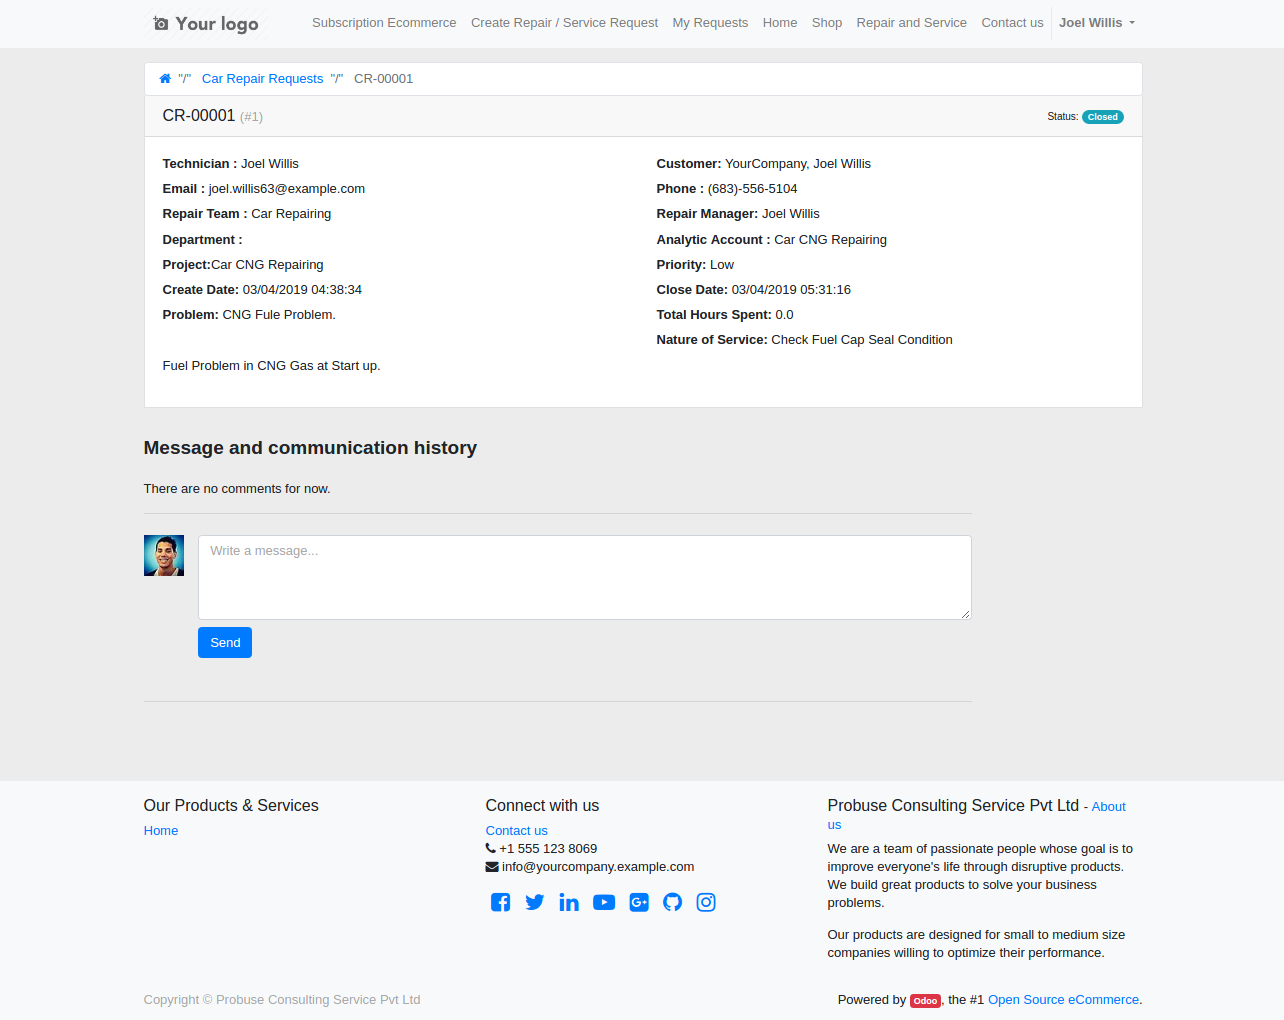 Your logo
Subscription Ecommerce Create Repair / Service Request My Requests Home Shop Repair and Service Contact us Joel Willis
"/" Car Repair Requests "/" CR-00001
CR-00001 (#1) Status: Closed
Technician : Joel Willis Customer: YourCompany, Joel Willis
Email : joel.willis63@example.com Phone : (683)-556-5104
Repair Team : Car Repairing Repair Manager: Joel Willis
Department : Analytic Account : Car CNG Repairing
Project:Car CNG Repairing Priority: Low
Create Date: 03/04/2019 04:38:34 Close Date: 03/04/2019 05:31:16
Problem: CNG Fule Problem. Total Hours Spent: 0.0
Nature of Service: Check Fuel Cap Seal Condition
Fuel Problem in CNG Gas at Start up.
Message and communication history
There are no comments for now.
Write a message...
Send
Our Products & Services
Home
Connect with us
Contact us
+1 555 123 8069
info@yourcompany.example.com
Probuse Consulting Service Pvt Ltd - About
us
We are a team of passionate people whose goal is to
improve everyone's life through disruptive products.
We build great products to solve your business
problems.
Our products are designed for small to medium size
companies willing to optimize their performance.
Copyright © Probuse Consulting Service Pvt Ltd
Powered by Odoo, the #1 Open Source eCommerce.